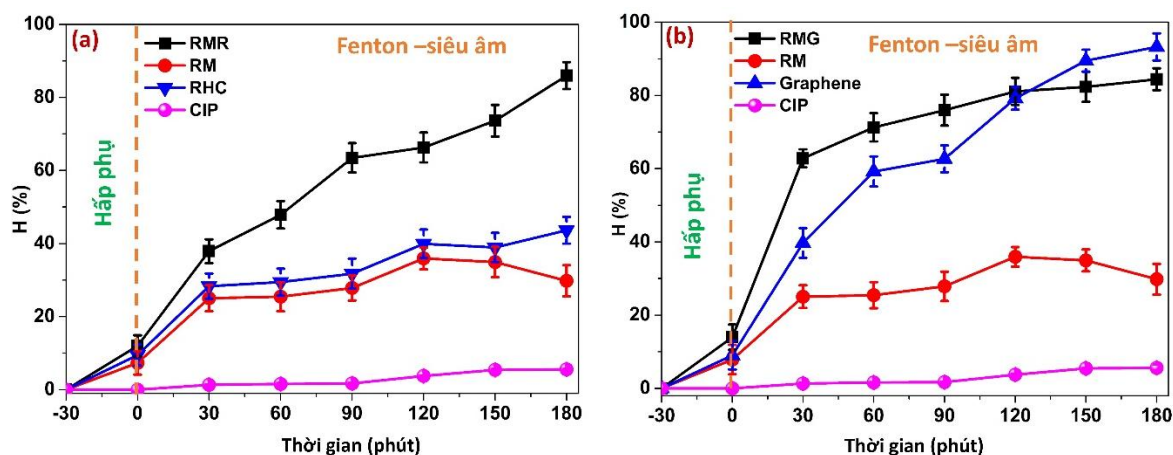 (a)
RMR
RM
RHC
CIP
Fenton –siêu âm
Hấp phụ
H (%)
100
80
60
40
20
0
-30 0 30 60 90 120 150 180
Thời gian (phút)
(b)
RMG
RM
Graphene
CIP
Fenton –siêu âm
Hấp phụ
H (%)
100
80
60
40
20
0
-30 0 30 60 90 120 150 180
Thời gian (phút)